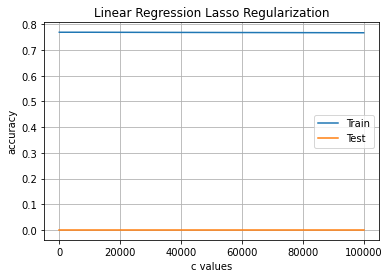 Linear Regression Lasso Regularization
accuracy
0.8
0.7
0.6
0.5
0.4
0.3
0.2
0.1
0.0
Train
Test
0 20000 40000 60000 80000 100000
c values